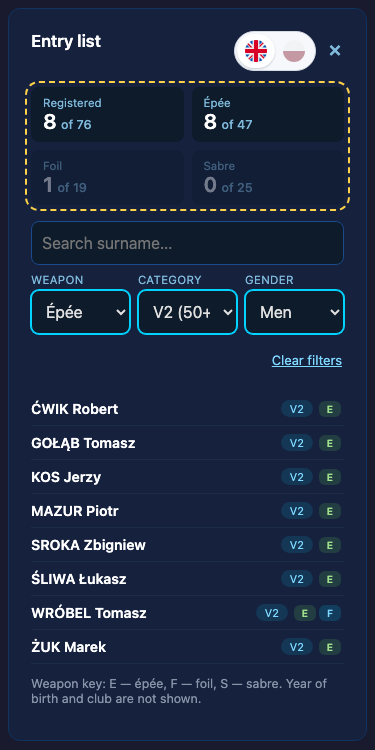 Entry list
×
Registered
8 of 76
Épée
8 of 47
Foil
1 of 19
Sabre
0 of 25
Search surname...
WEAPON CATEGORY GENDER
Épée V2 (50+ Men
Clear filters
ĆWIK Robert V2 E
GOŁĄB Tomasz V2 E
KOS Jerzy V2 E
MAZUR Piotr V2 E
SROKA Zbigniew V2 E
ŚLIWA Łukasz V2 E
WRÓBEL Tomasz V2 E F
ŻUK Marek V2 E
Weapon key: E — épée, F — foil, S — sabre. Year of
birth and club are not shown.